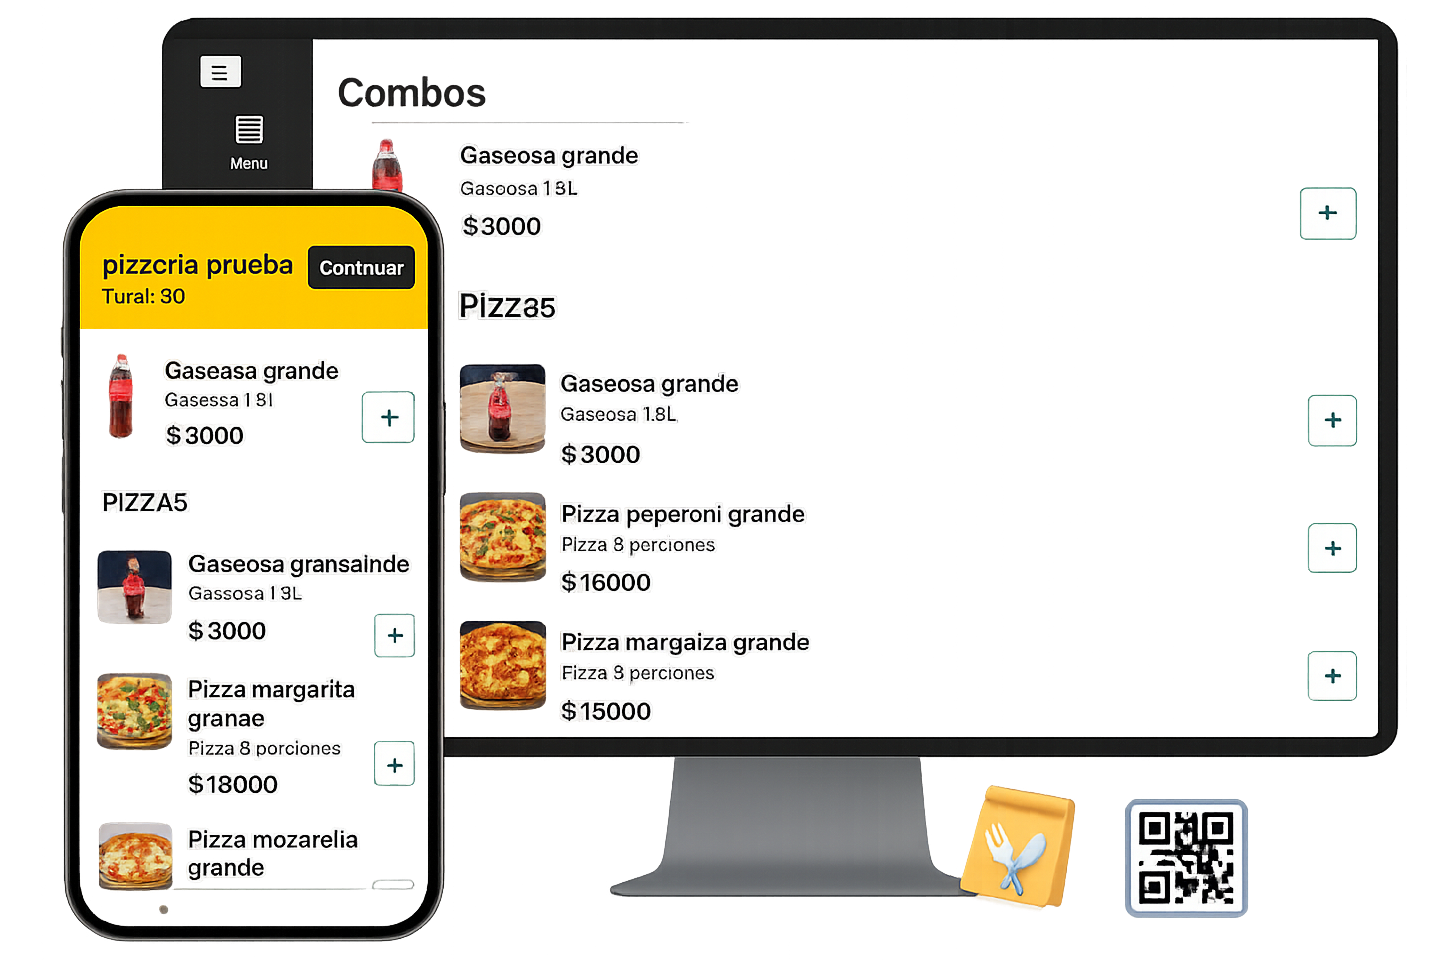 Menu
Combos
Gaseosa grande
Gasoosa 1 8L
$3000
Pizza5
Gaseosa grande
Gaseosa 1.8L
$3000
Pizza peperoni grande
Pizza 8 perciones
$16000
Pizza margaiza grande
Fizza 8 perciones
$15000
pizzcria prueba
Contnuar
Tural: 30
Gaseasa grande
Gasessa 1 8l
$3000
PIZZA5
Gaseosa gransainde
Gassosa 1 8L
$3000
Pizza margarita
granae
Pizza 8 porciones
$18000
Pizza mozarelia
grande